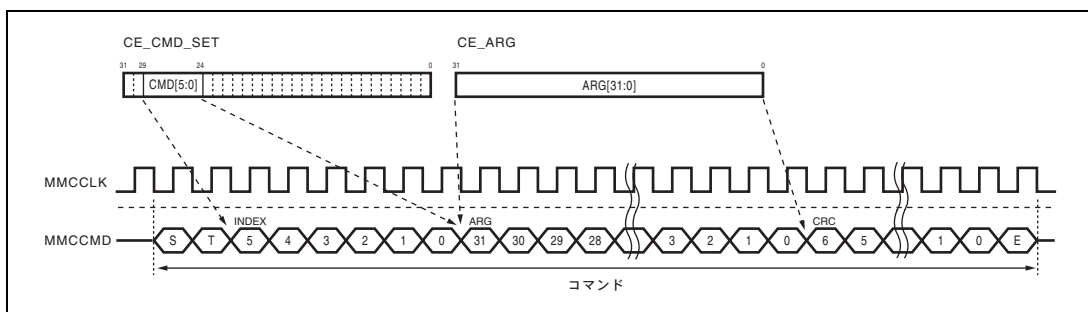 CE_CMD_SET CE_ARG
31 29 24 0 31 0
CMD[5:0] ARG[31:0]
MMCCLK
INDEX ARG CRC
MMCCMD S T 5 4 3 2 1 0 31 30 29 28 3 2 1 0 6 5 1 0 E
コマンド